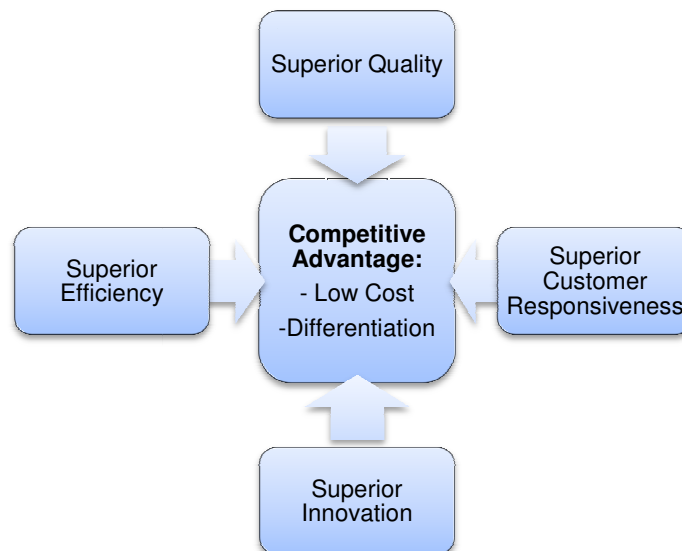 Superior Quality
Competitive
Advantage:
- Low Cost
-Differentiation
Superior
Efficiency
Superior
Customer
Responsiveness
Superior
Innovation